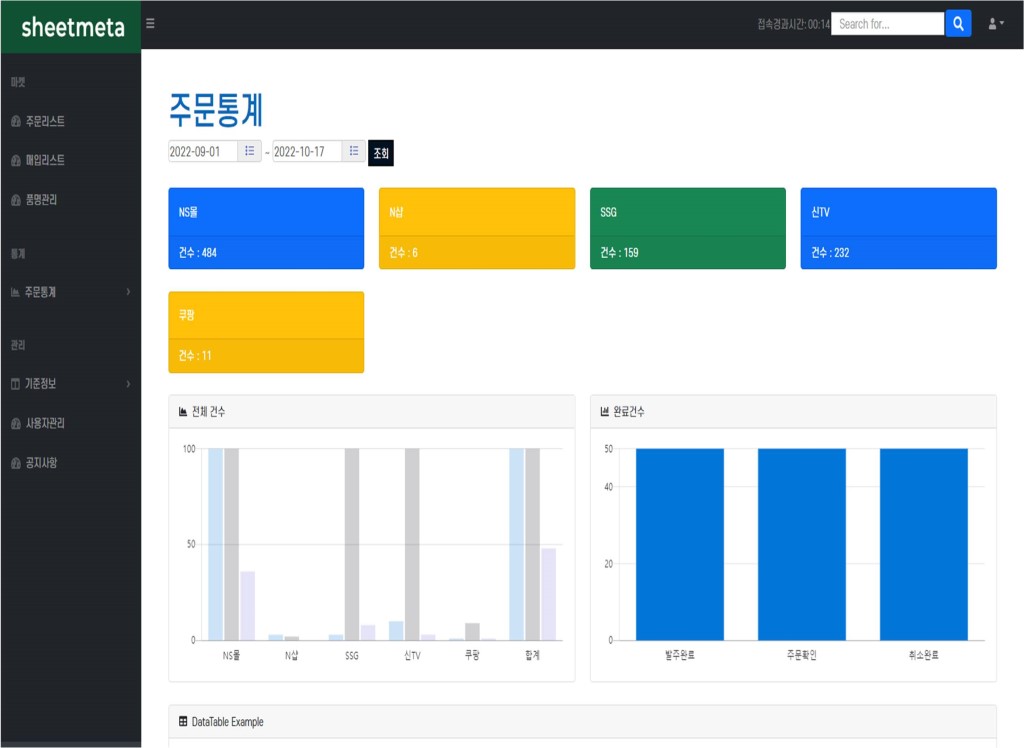 sheetmeta
접속경과시간: 00:14
Search for...
마켓
주문리스트
매입리스트
품명관리
통계
주문통계
관리
기준정보
사용자관리
공지사항
주문통계
2022-09-01 ~ 2022-10-17 조회
NS몰
건수 : 484
N샵
건수 : 6
SSG
건수 : 159
신TV
건수 : 232
쿠팡
건수 : 11
전체 건수
100
50
0
NS몰 N샵 SSG 신TV 쿠팡 합계
완료건수
50
40
20
0
발주완료 주문확인 취소완료
DataTable Example